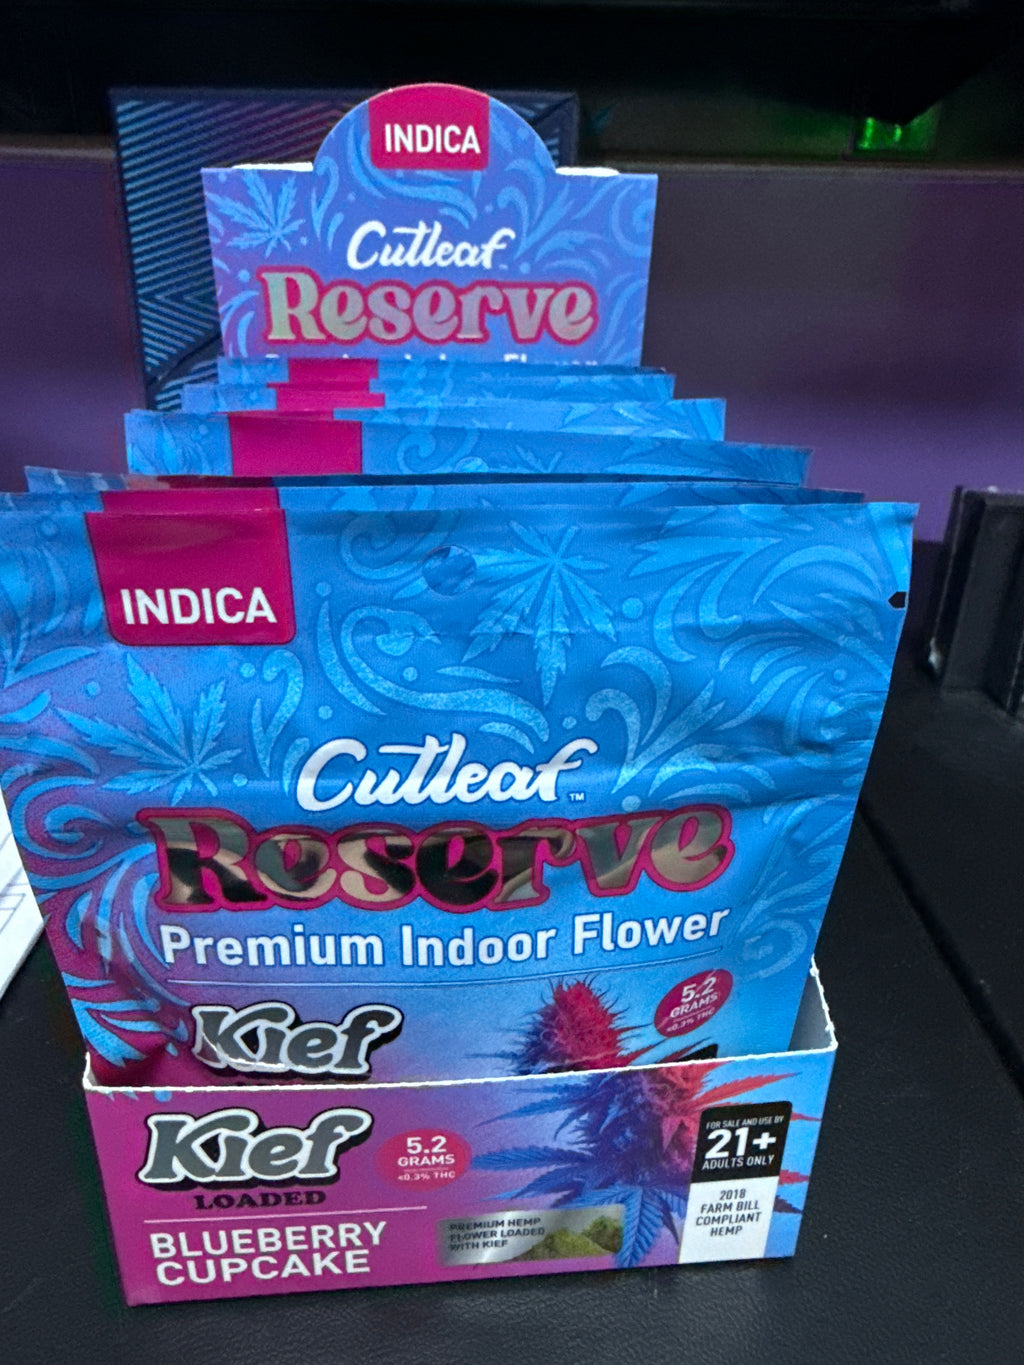 INDICA
Cutleaf
Reserve
INDICA
Cutleaf™
Reserve
Premium Indoor Flower
Kief
5.2
GRAMS
<0.3% THC
Kief
LOADED
BLUEBERRY
CUPCAKE
5.2
GRAMS
<0.3% THC
PREMIUM HEMP
FLOWER LOADED
WITH KIEF
FOR SALE AND USE BY
21+
ADULTS ONLY
2018
FARM BILL
COMPLIANT
HEMP